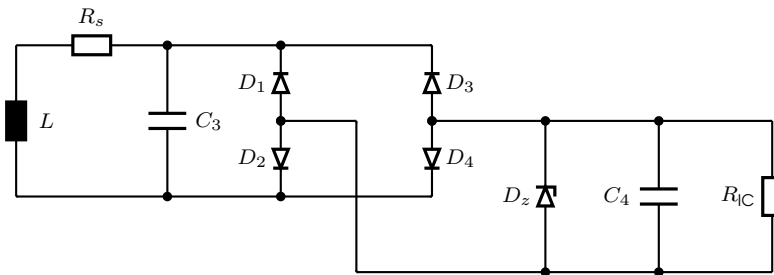 R_s
D_1
D_3
L
C_3
D_2
D_4
D_z
C_4
R_IC